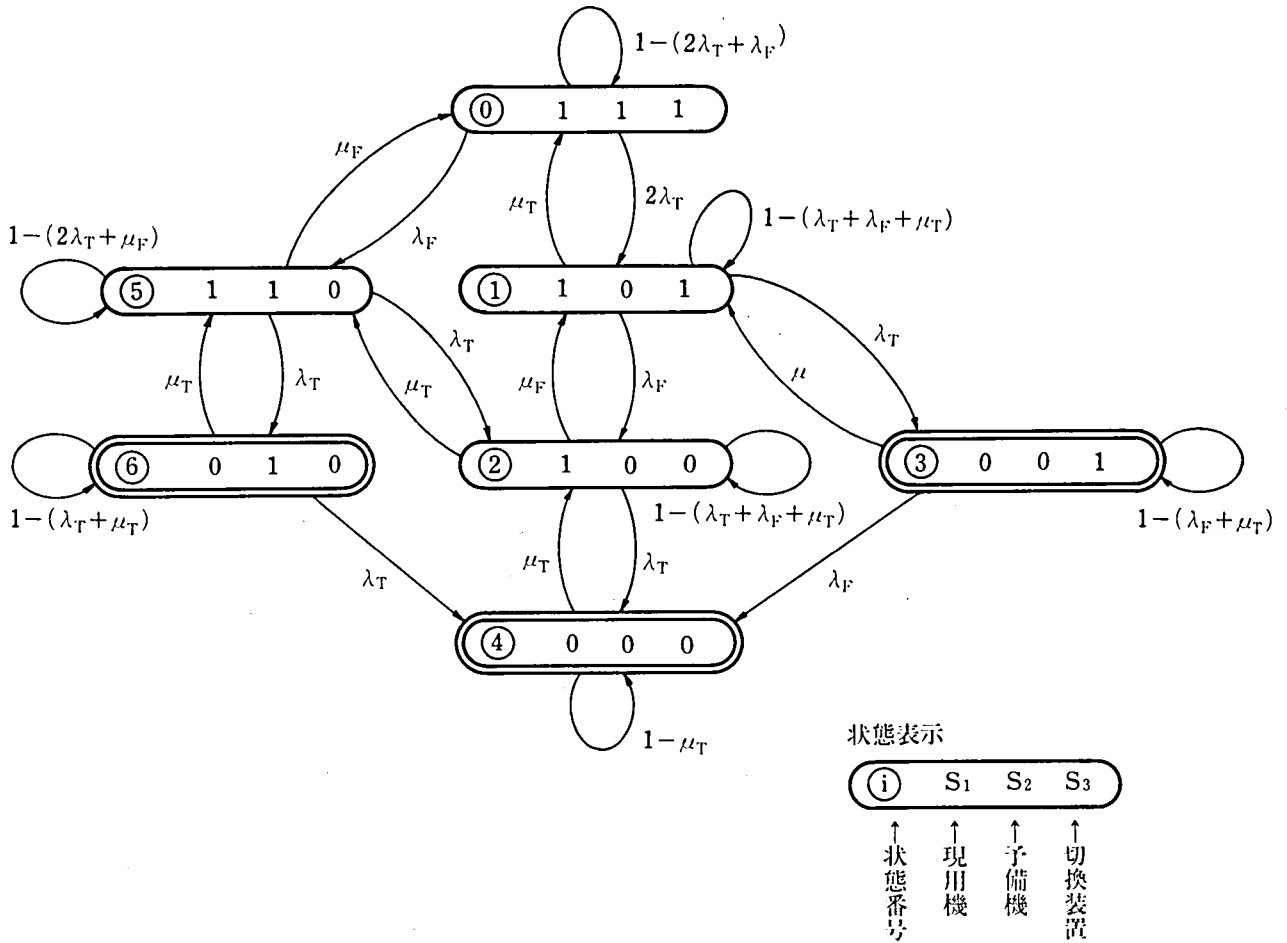 1-(2λT+λF)
⓪ 1 1 1
μF
λF
μT
2λT
1-(λT+λF+μT)
1-(2λT+μF)
⑤ 1 1 0
① 1 0 1
λT
μT
λT
μT
μF
λF
μ
λT
⑥ 0 1 0
② 1 0 0
③ 0 0 1
1-(λT+μT)
1-(λT+λF+μT)
1-(λF+μT)
λT
μT
λT
λF
④ 0 0 0
1-μT
状態表示
ⓘ S1 S2 S3
←状態番号
←現用機
←予備機
←切換装置